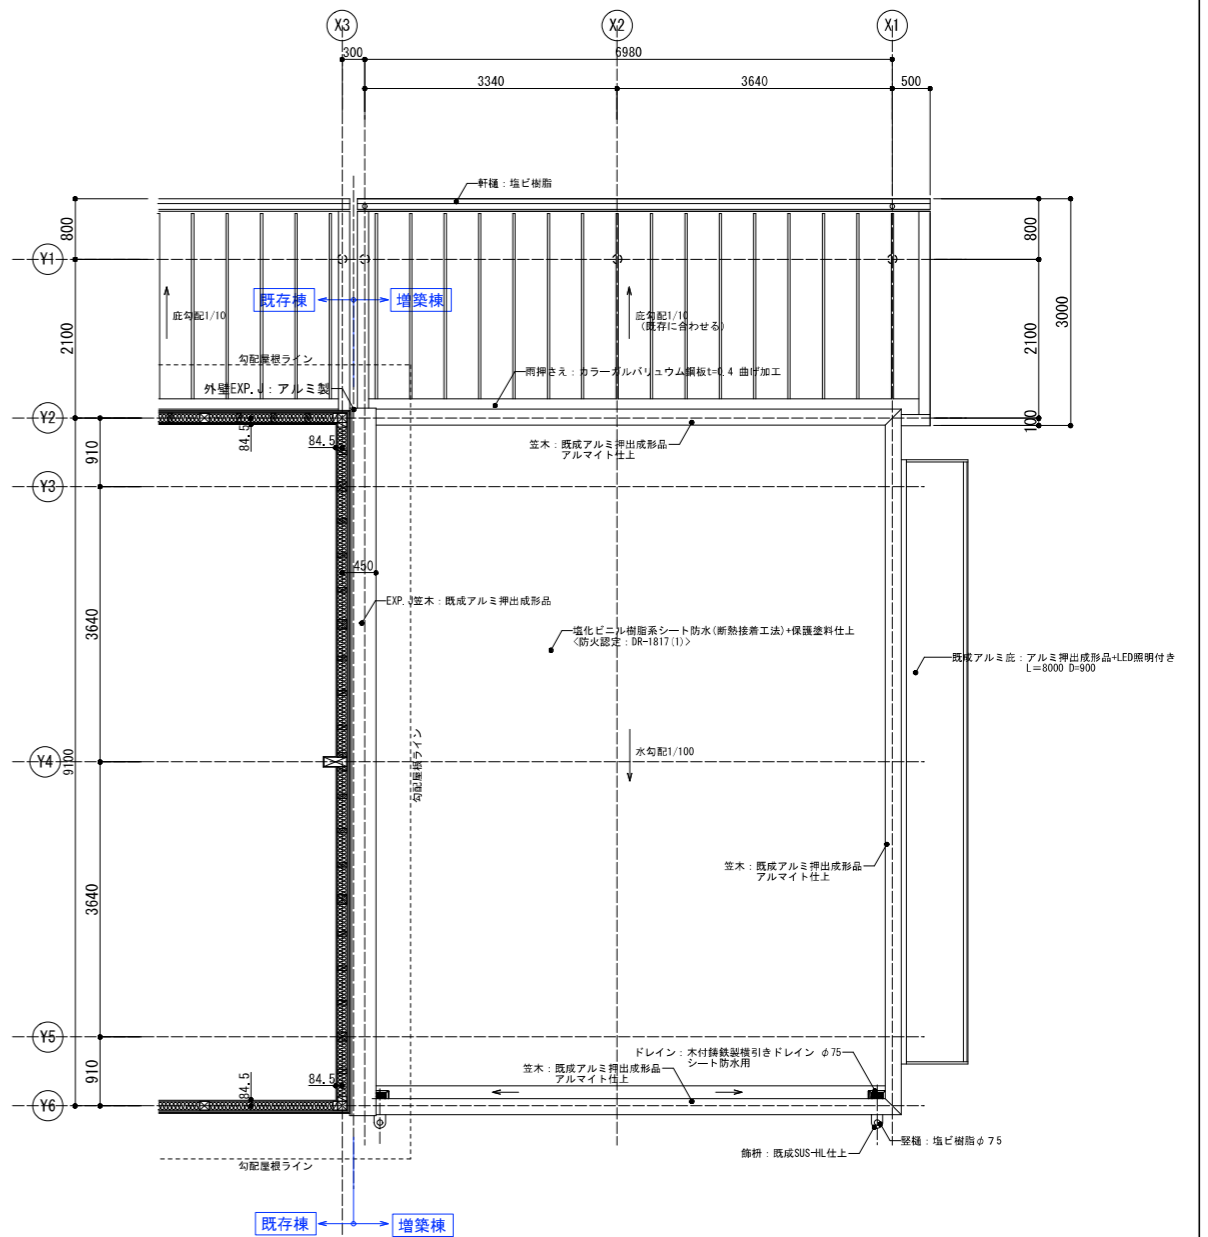 X3
X2
X1
300
6980
3340
3640
500
軒樋：塩ビ樹脂
800
800
Y1
既存棟
増築棟
3000
庇勾配1/10
庇勾配1/10
（既存に合わせる）
2100
2100
勾配屋根ライン
雨押さえ：カラーガルバリュウム鋼板t=0.4 曲げ加工
外壁EXP.J：アルミ製
Y2
100
84.5
84.5
笠木：既成アルミ押出成形品
アルマイト仕上
910
Y3
450
EXP.J笠木：既成アルミ押出成形品
3640
塩化ビニル樹脂系シート防水(断熱接着工法)+保護塗料仕上
<防火認定：DR-1817(1)>
既成アルミ庇：アルミ押出成形品+LED照明付き
L=8000 D=900
勾配屋根ライン
水勾配1/100
Y4
9100
笠木：既成アルミ押出成形品
アルマイト仕上
3640
Y5
ドレイン：木付鋳鉄製横引きドレイン φ75
シート防水用
笠木：既成アルミ押出成形品
アルマイト仕上
910
84.5
84.5
Y6
竪樋：塩ビ樹脂φ75
飾枡：既成SUS-HL仕上
勾配屋根ライン
既存棟
増築棟